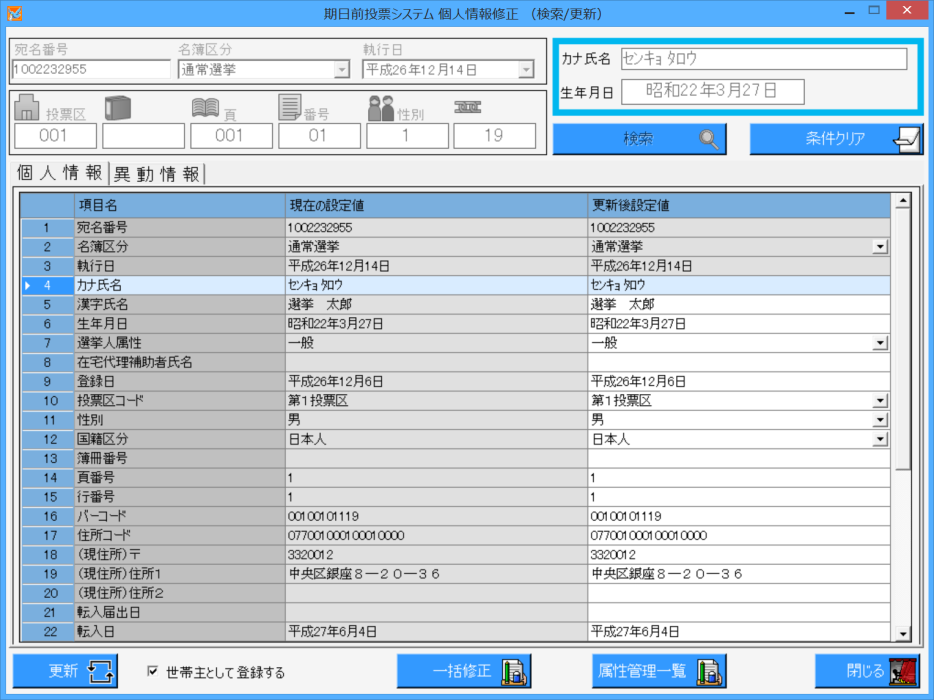 期日前投票システム 個人情報修正 （検索/更新）
宛名番号 名簿区分 執行日
1002232955 通常選挙 平成26年12月14日
カナ氏名 センキョ タロウ
生年月日 昭和22年3月27日
投票区 頁 番号 性別
001 001 01 1 19
検索 条件クリア
個人情報 異動情報
項目名 現在の設定値 更新後設定値
1 宛名番号 1002232955 1002232955
2 名簿区分 通常選挙 通常選挙
3 執行日 平成26年12月14日 平成26年12月14日
4 カナ氏名 センキョ タロウ センキョ タロウ
5 漢字氏名 選挙　太郎 選挙　太郎
6 生年月日 昭和22年3月27日 昭和22年3月27日
7 選挙人属性 一般 一般
8 在宅代理補助者氏名
9 登録日 平成26年12月6日 平成26年12月6日
10 投票区コード 第1投票区 第1投票区
11 性別 男 男
12 国籍区分 日本人 日本人
13 簿冊番号
14 頁番号 1 1
15 行番号 1 1
16 バーコード 00100101119 00100101119
17 住所コード 077001000100010000 077001000100010000
18 (現住所)〒 3320012 3320012
19 (現住所)住所1 中央区銀座８－２０－３６ 中央区銀座８－２０－３６
20 (現住所)住所2
21 転入届出日
22 転入日 平成27年6月4日 平成27年6月4日
更新 世帯主として登録する 一括修正 属性管理一覧 閉じる